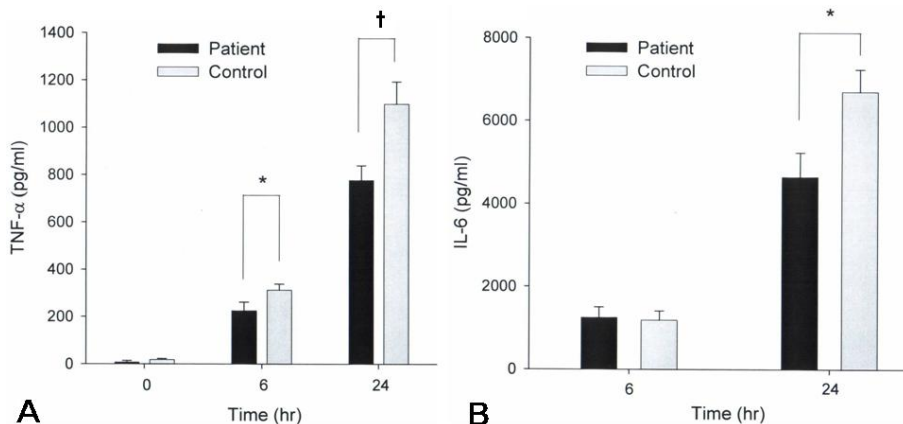 †
1400
Patient
Control
1200
1000
800
600
400
200
0
TNF-α (pg/ml)
*
0
6
24
Time (hr)
A
*
8000
Patient
Control
6000
4000
2000
0
IL-6 (pg/ml)
6
24
Time (hr)
B